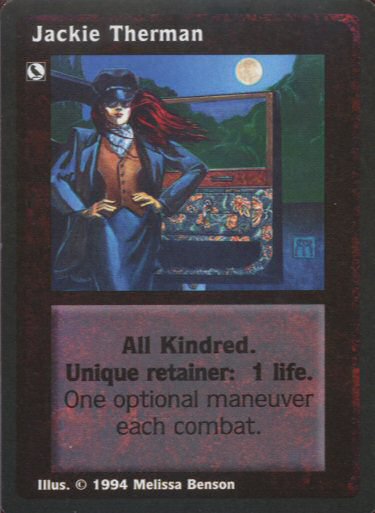 Jackie Therman
All Kindred.
Unique retainer: 1 life.
One optional maneuver
each combat.
Illus. © 1994 Melissa Benson